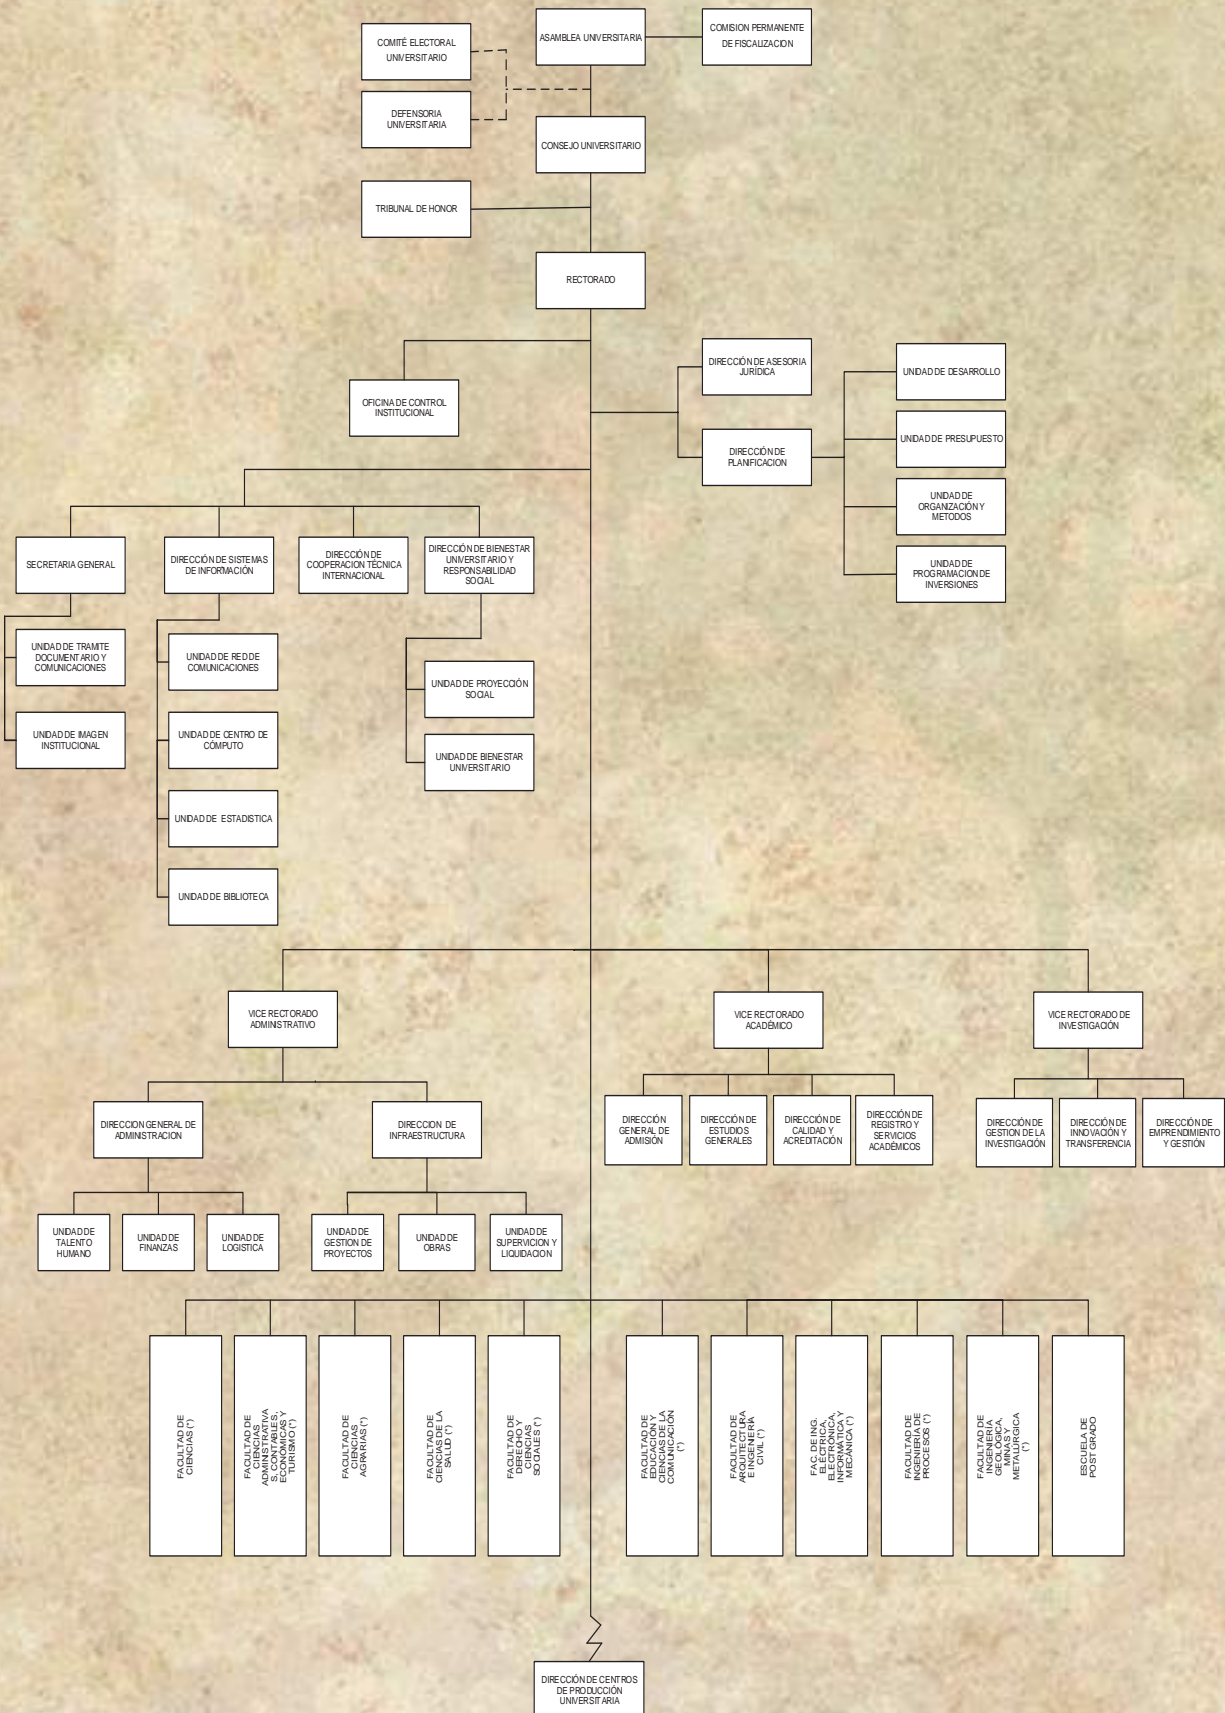 COMITÉ ELECTORAL
UNIVERSITARIO
ASAMBLEA UNIVERSITARIA
COMISION PERMANENTE
DE FISCALIZACION
DEFENSORIA
UNIVERSITARIA
CONSEJO UNIVERSITARIO
TRIBUNAL DE HONOR
RECTORADO
OFICINA DE CONTROL
INSTITUCIONAL
DIRECCIÓN DE ASESORIA
JURÍDICA
DIRECCIÓN DE
PLANIFICACION
UNIDAD DE DESARROLLO
UNIDAD DE PRESUPUESTO
UNIDAD DE
ORGANIZACIÓN Y
METODOS
UNIDAD DE
PROGRAMACION DE
INVERSIONES
SECRETARIA GENERAL
DIRECCIÓN DE SISTEMAS
DE INFORMACIÓN
DIRECCIÓN DE
COOPERACION TÉCNICA
INTERNACIONAL
DIRECCIÓN DE BIENESTAR
UNIVERSITARIO Y
RESPONSABILIDAD
SOCIAL
UNIDAD DE TRAMITE
DOCUMENTARIO Y
COMUNICACIONES
UNIDAD DE IMAGEN
INSTITUCIONAL
UNIDAD DE RED DE
COMUNICACIONES
UNIDAD DE CENTRO DE
CÓMPUTO
UNIDAD DE ESTADISTICA
UNIDAD DE BIBLIOTECA
UNIDAD DE PROYECCIÓN
SOCIAL
UNIDAD DE BIENESTAR
UNIVERSITARIO
VICE RECTORADO
ADMINISTRATIVO
VICE RECTORADO
ACADÉMICO
VICE RECTORADO DE
INVESTIGACIÓN
DIRECCION GENERAL DE
ADMINISTRACION
DIRECCION DE
INFRAESTRUCTURA
DIRECCIÓN
GENERAL DE
ADMISIÓN
DIRECCIÓN DE
ESTUDIOS
GENERALES
DIRECCIÓN DE
CALIDAD Y
ACREDITACIÓN
DIRECCIÓN DE
REGISTRO Y
SERVICIOS
ACADÉMICOS
DIRECCIÓN DE
GESTION DE LA
INVESTIGACIÓN
DIRECCIÓN DE
INNOVACIÓN Y
TRANSFERENCIA
DIRECCIÓN DE
EMPRENDIMIENTO
Y GESTIÓN
UNIDAD DE
TALENTO
HUMANO
UNIDAD DE
FINANZAS
UNIDAD DE
LOGISTICA
UNIDAD DE
GESTION DE
PROYECTOS
UNIDAD DE
OBRAS
UNIDAD DE
SUPERVICION Y
LIQUIDACION
FACULTAD DE
CIENCIAS (*)
FACULTAD DE
CIENCIAS
ADMINISTRATIVA
S, CONTABLES,
ECONÓMICAS Y
TURISMO (*)
FACULTAD DE
CIENCIAS
AGRARIAS (*)
FACULTAD DE
CIENCIAS DE LA
SALUD (*)
FACULTAD DE
DERECHO Y
CIENCIAS
SOCIALES (*)
FACULTAD DE
EDUCACIÓN Y
CIENCIAS DE LA
COMUNICACIÓN
(*)
FACULTAD DE
ARQUITECTURA
E INGENIERÍA
CIVIL (*)
FAC. DE ING.
ELÉCTRICA,
ELECTRÓNICA,
INFORMÁTICA Y
MECÁNICA (*)
FACULTAD DE
INGENIERÍA DE
PROCESOS (*)
FACULTAD DE
INGENIERÍA
GEOLÓGICA,
MINAS Y
METALÚRGICA
(*)
ESCUELA DE
POST GRADO
DIRECCIÓN DE CENTROS
DE PRODUCCIÓN
UNIVERSITARIA